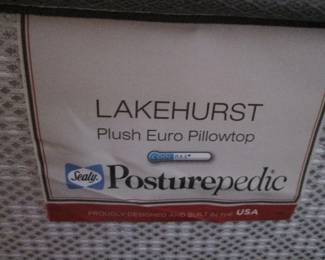 LAKEHURST
Plush Euro Pillowtop
Sealy Posturepedic
PROUDLY DESIGNED AND BUILT IN THE USA